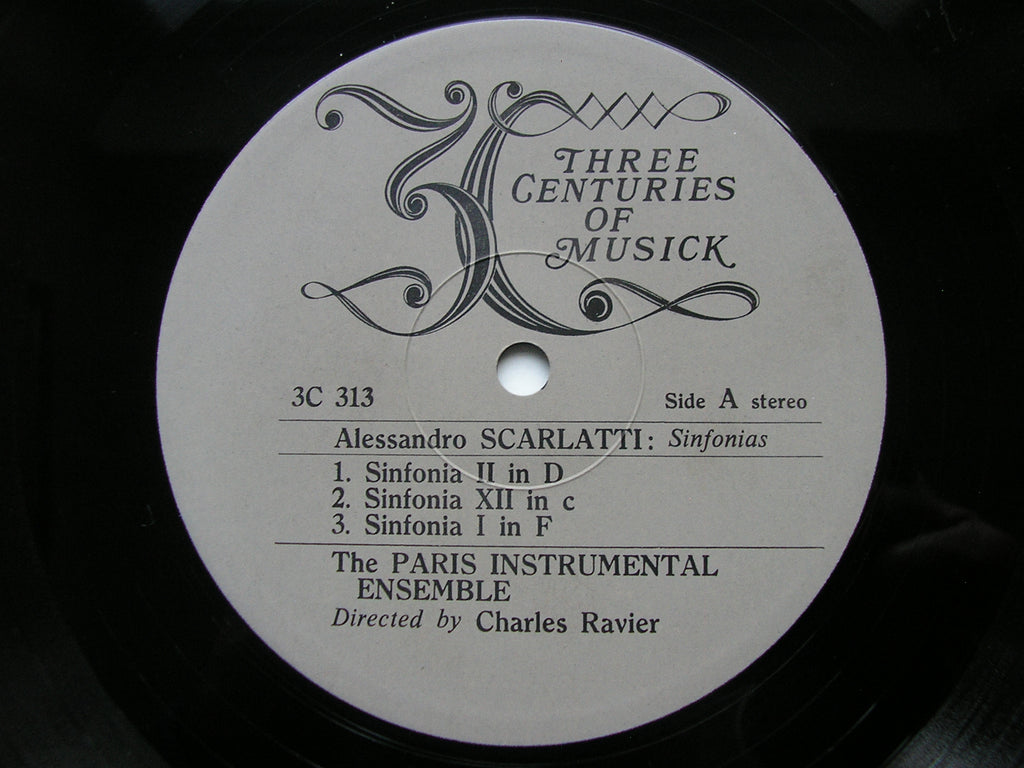 3C
THREE
CENTURIES
OF
MUSICK
3C 313
Side A stereo
Alessandro SCARLATTI: Sinfonias
1. Sinfonia II in D
2. Sinfonia XII in c
3. Sinfonia I in F
The PARIS INSTRUMENTAL
ENSEMBLE
Directed by Charles Ravier